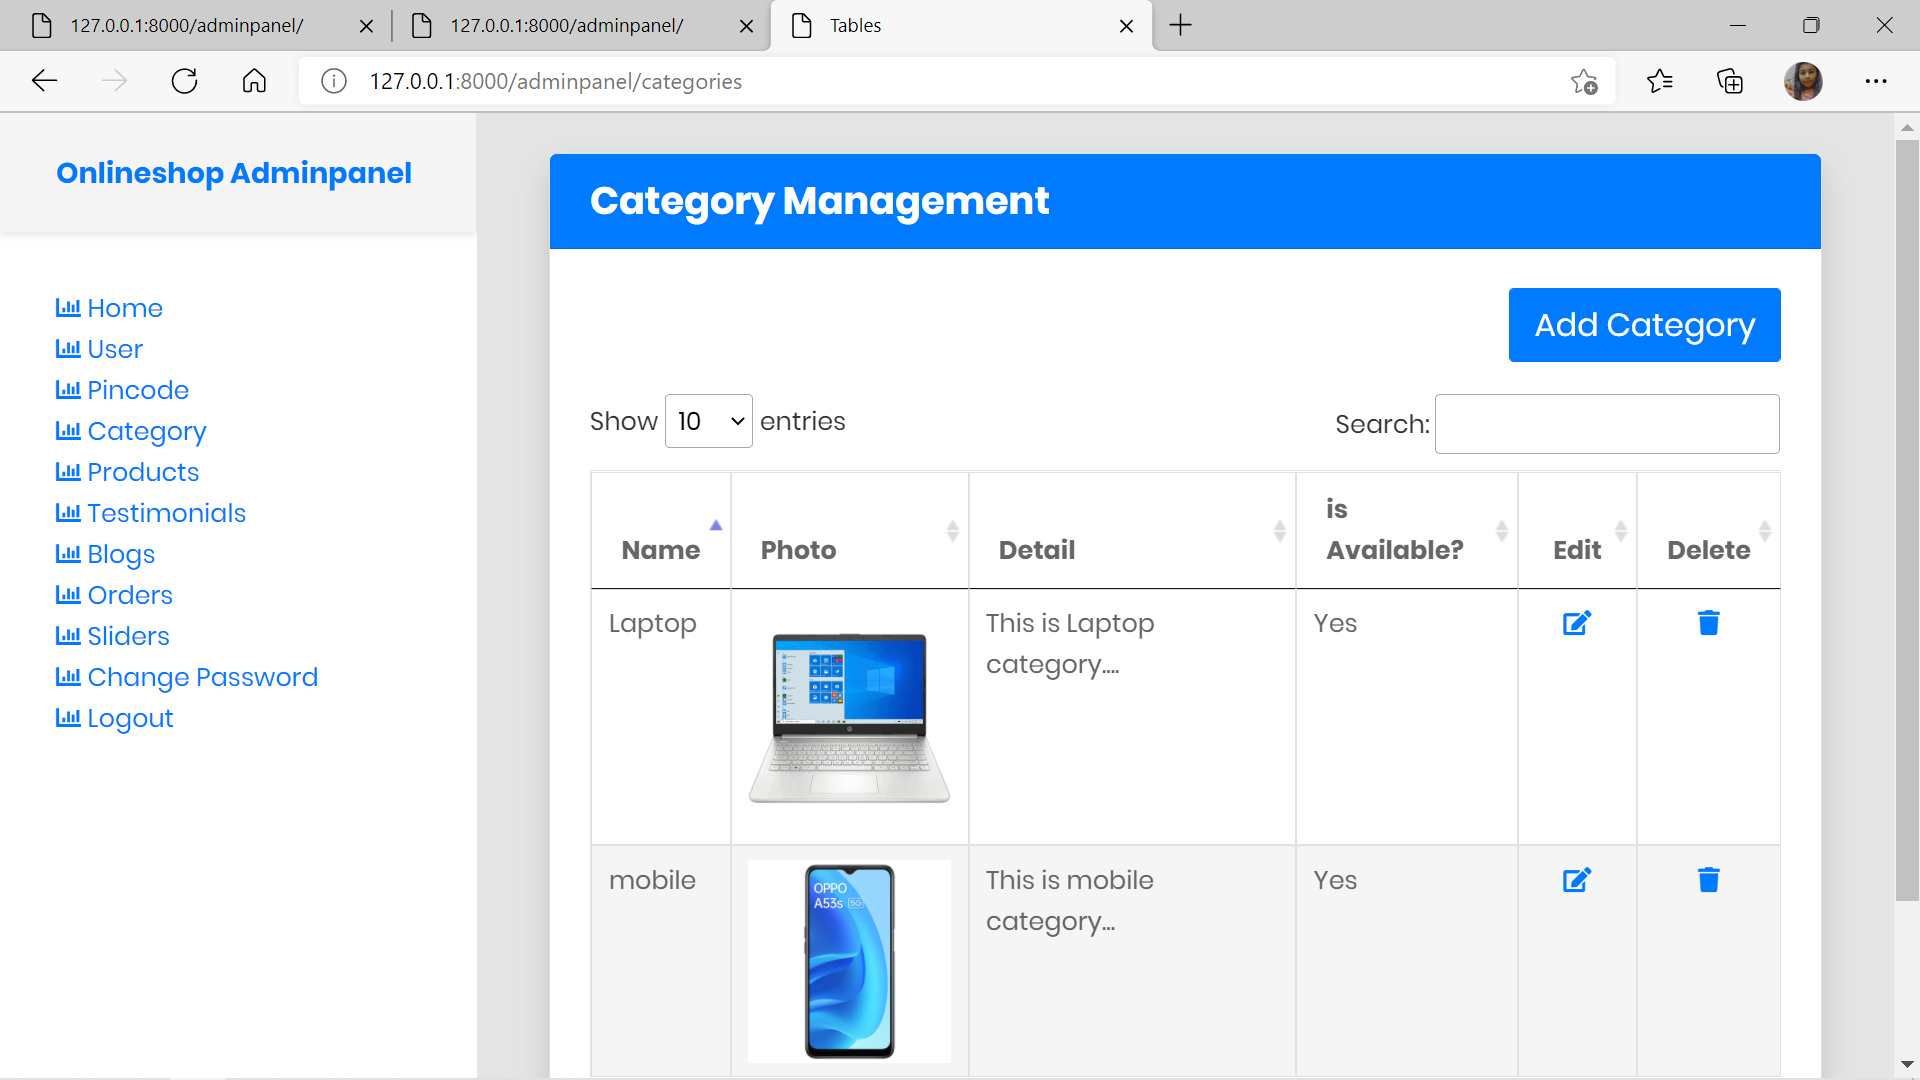 127.0.0.1:8000/adminpanel/
127.0.0.1:8000/adminpanel/
Tables
127.0.0.1:8000/adminpanel/categories
Onlineshop Adminpanel
Home
User
Pincode
Category
Products
Testimonials
Blogs
Orders
Sliders
Change Password
Logout
Category Management
Add Category
Show 10 entries
Search:
Name Photo Detail is Available? Edit Delete
Laptop This is Laptop Yes
category....
mobile This is mobile Yes
category...
OPPO
A53s 5G